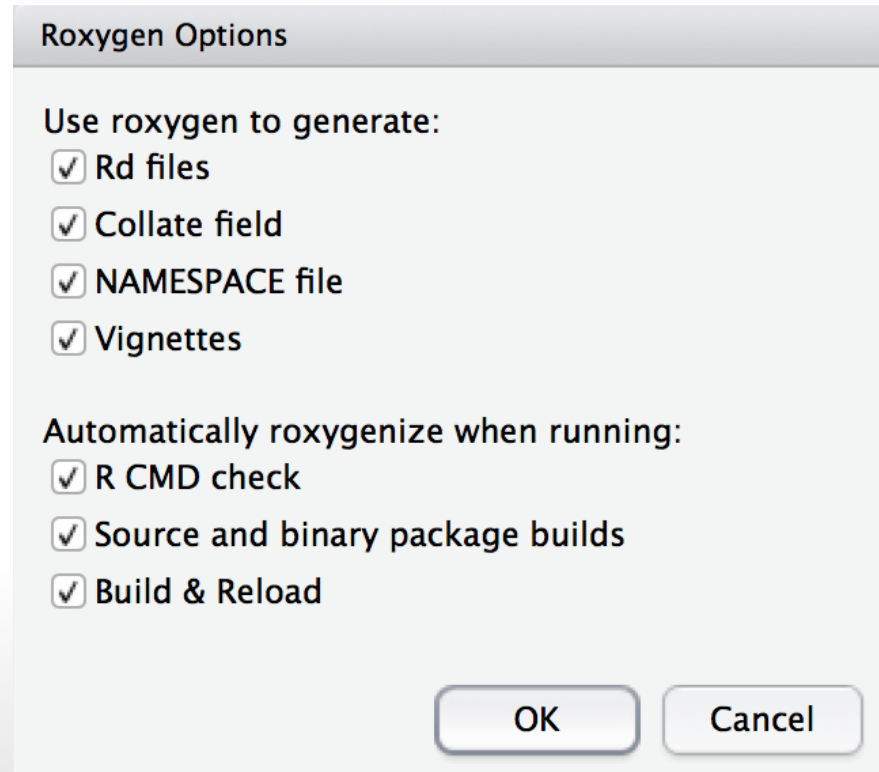 Roxygen Options
Use roxygen to generate:
Rd files
Collate field
NAMESPACE file
Vignettes
Automatically roxygenize when running:
R CMD check
Source and binary package builds
Build & Reload
OK
Cancel